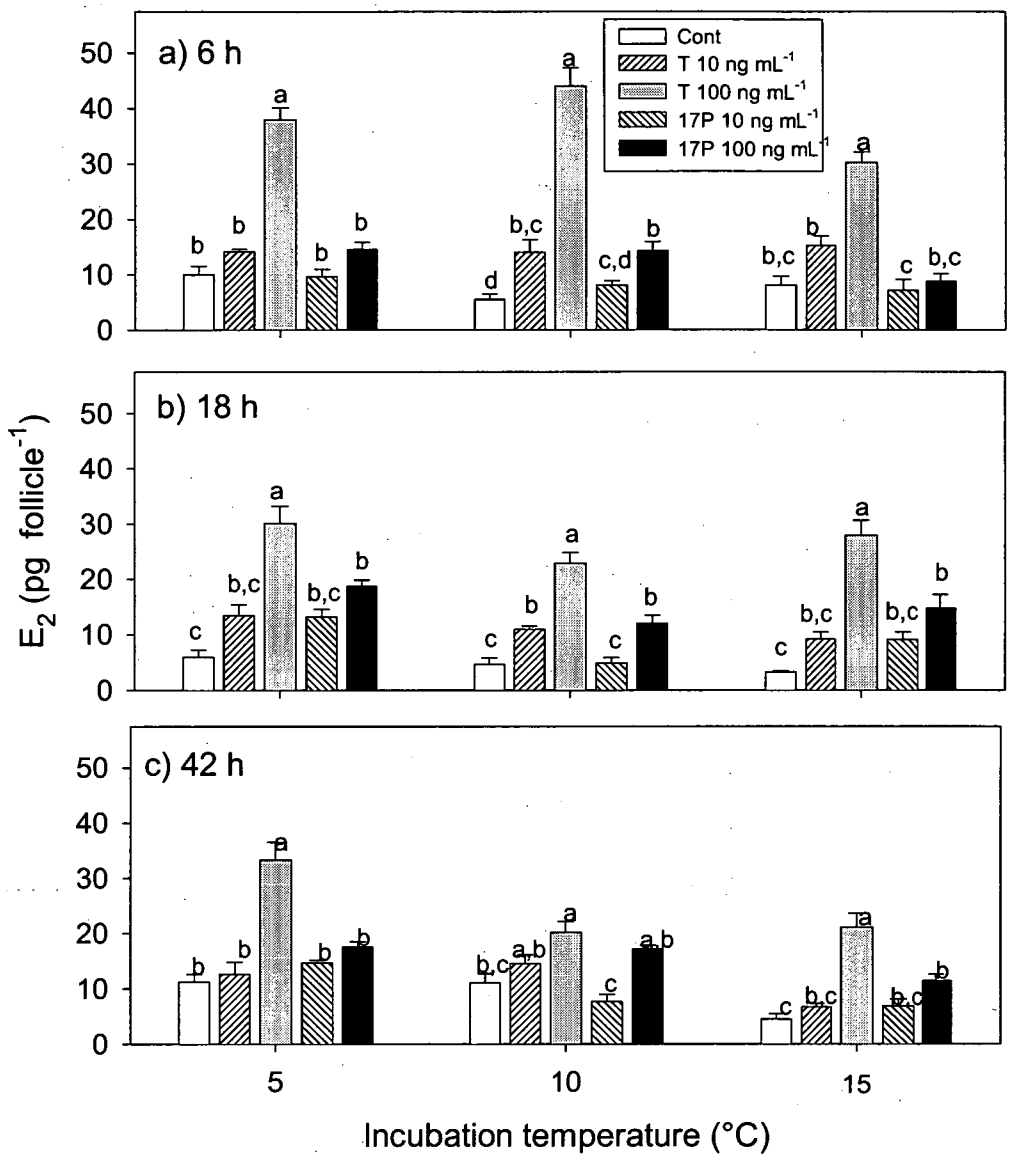 a) 6 h
Cont
T 10 ng mL⁻¹
T 100 ng mL⁻¹
17P 10 ng mL⁻¹
17P 100 ng mL⁻¹
50
40
30
20
10
0
b b a b b
d b,c a c,d b
b,c b a c b,c
b) 18 h
50
40
30
20
10
0
c b,c a b,c b
c b a c b
c b,c a b,c b
E₂ (pg follicle⁻¹)
c) 42 h
50
40
30
20
10
0
b b a b b
b,c a,b a c a,b
c b,c a b,c b
5 10 15
Incubation temperature (°C)